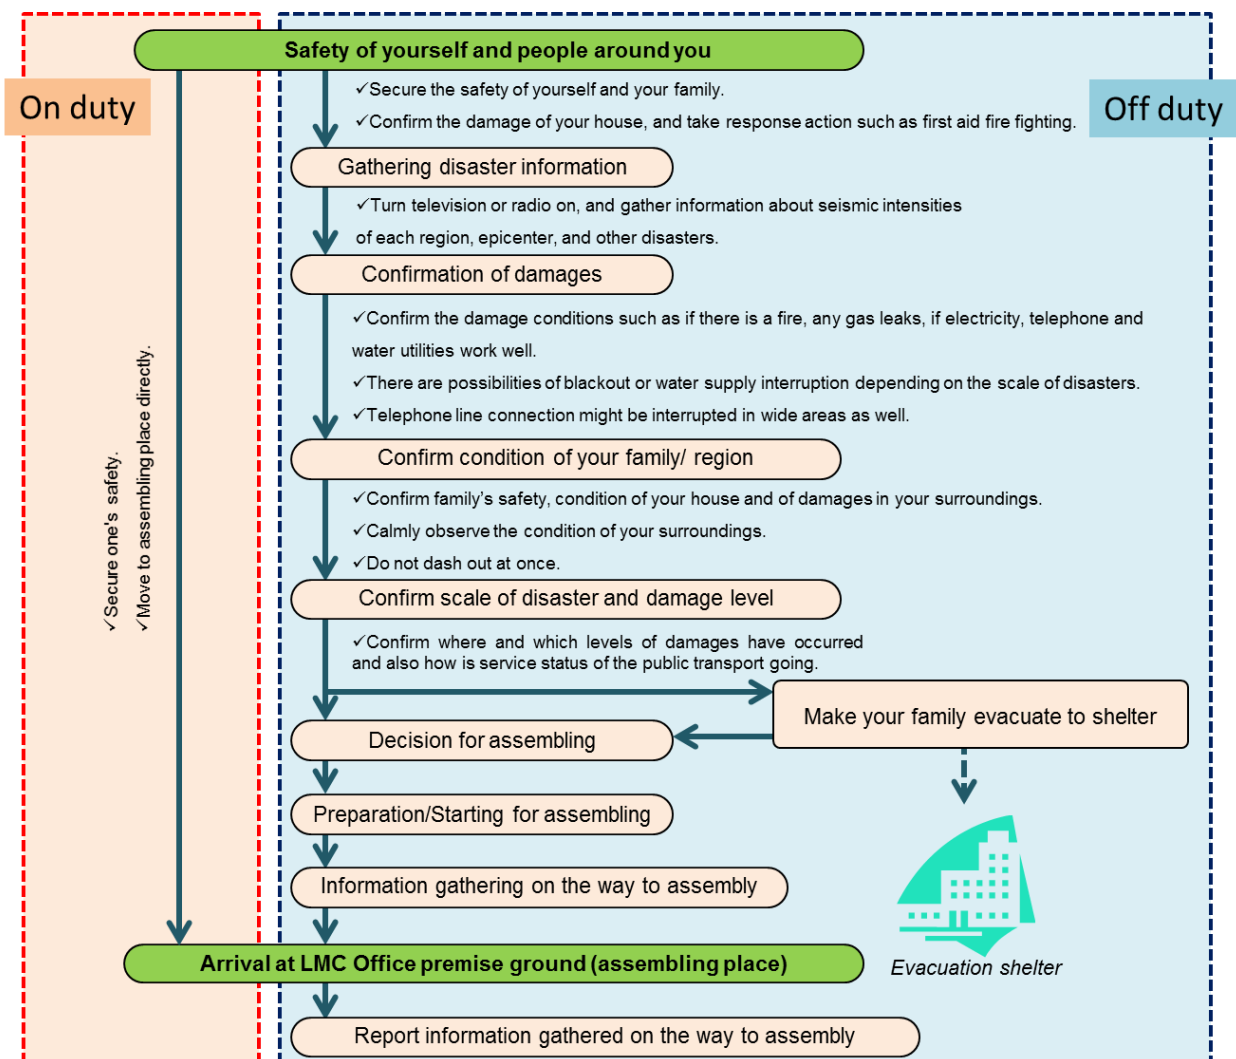 Safety of yourself and people around you
On duty
Off duty
✓Secure the safety of yourself and your family.
✓Confirm the damage of your house, and take response action such as first aid fire fighting.
Gathering disaster information
✓Turn television or radio on, and gather information about seismic intensities
of each region, epicenter, and other disasters.
Confirmation of damages
✓Confirm the damage conditions such as if there is a fire, any gas leaks, if electricity, telephone and
water utilities work well.
✓There are possibilities of blackout or water supply interruption depending on the scale of disasters.
✓Telephone line connection might be interrupted in wide areas as well.
✓Secure one's safety.
✓Move to assembling place directly.
Confirm condition of your family/ region
✓Confirm family's safety, condition of your house and of damages in your surroundings.
✓Calmly observe the condition of your surroundings.
✓Do not dash out at once.
Confirm scale of disaster and damage level
✓Confirm where and which levels of damages have occurred
and also how is service status of the public transport going.
Make your family evacuate to shelter
Decision for assembling
Preparation/Starting for assembling
Information gathering on the way to assembly
Arrival at LMC Office premise ground (assembling place)
Evacuation shelter
Report information gathered on the way to assembly